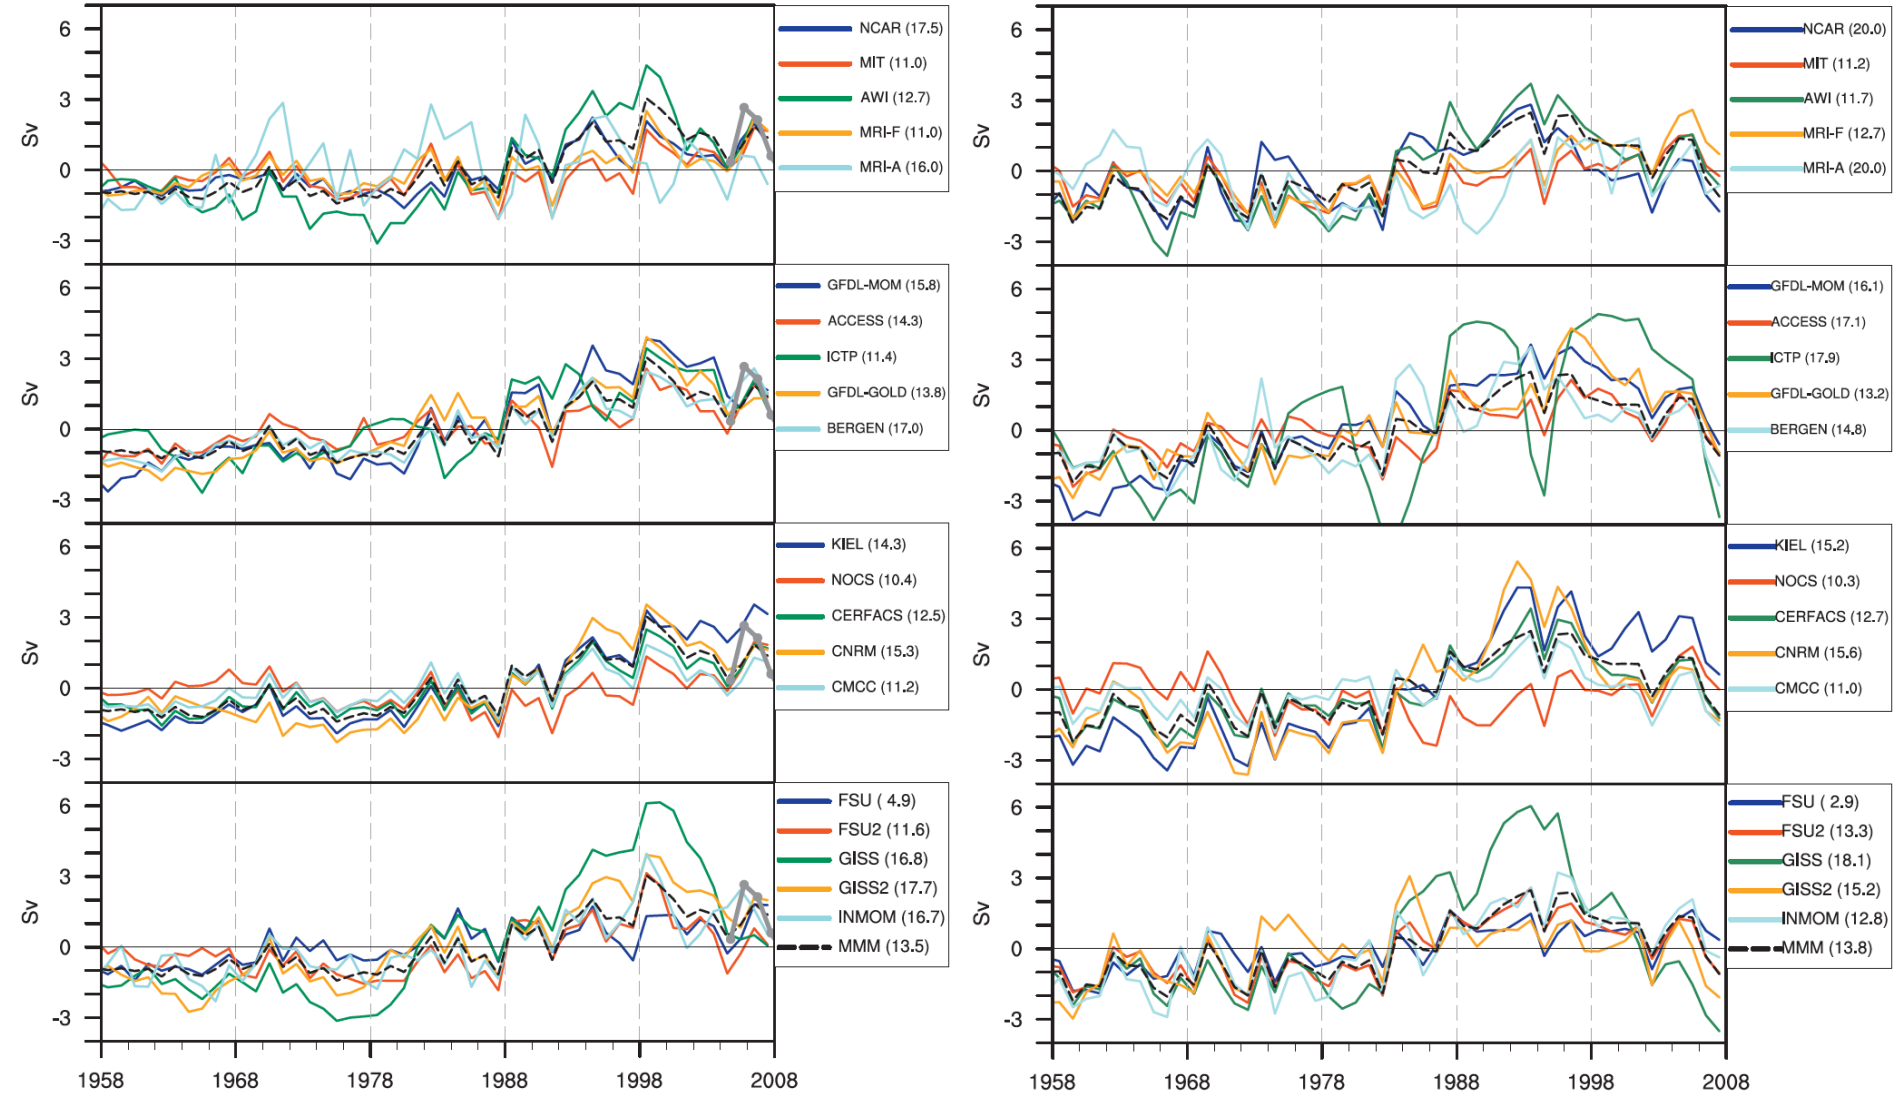 6
3
0
-3
Sv
NCAR (17.5)
MIT (11.0)
AWI (12.7)
MRI-F (11.0)
MRI-A (16.0)
6
3
0
-3
Sv
GFDL-MOM (15.8)
ACCESS (14.3)
ICTP (11.4)
GFDL-GOLD (13.8)
BERGEN (17.0)
6
3
0
-3
Sv
KIEL (14.3)
NOCS (10.4)
CERFACS (12.5)
CNRM (15.3)
CMCC (11.2)
6
3
0
-3
Sv
FSU ( 4.9)
FSU2 (11.6)
GISS (16.8)
GISS2 (17.7)
INMOM (16.7)
MMM (13.5)
1958 1968 1978 1988 1998 2008
6
3
0
-3
Sv
NCAR (20.0)
MIT (11.2)
AWI (11.7)
MRI-F (12.7)
MRI-A (20.0)
6
3
0
-3
Sv
GFDL-MOM (16.1)
ACCESS (17.1)
ICTP (17.9)
GFDL-GOLD (13.2)
BERGEN (14.8)
6
3
0
-3
Sv
KIEL (15.2)
NOCS (10.3)
CERFACS (12.7)
CNRM (15.6)
CMCC (11.0)
6
3
0
-3
Sv
FSU ( 2.9)
FSU2 (13.3)
GISS (18.1)
GISS2 (15.2)
INMOM (12.8)
MMM (13.8)
1958 1968 1978 1988 1998 2008